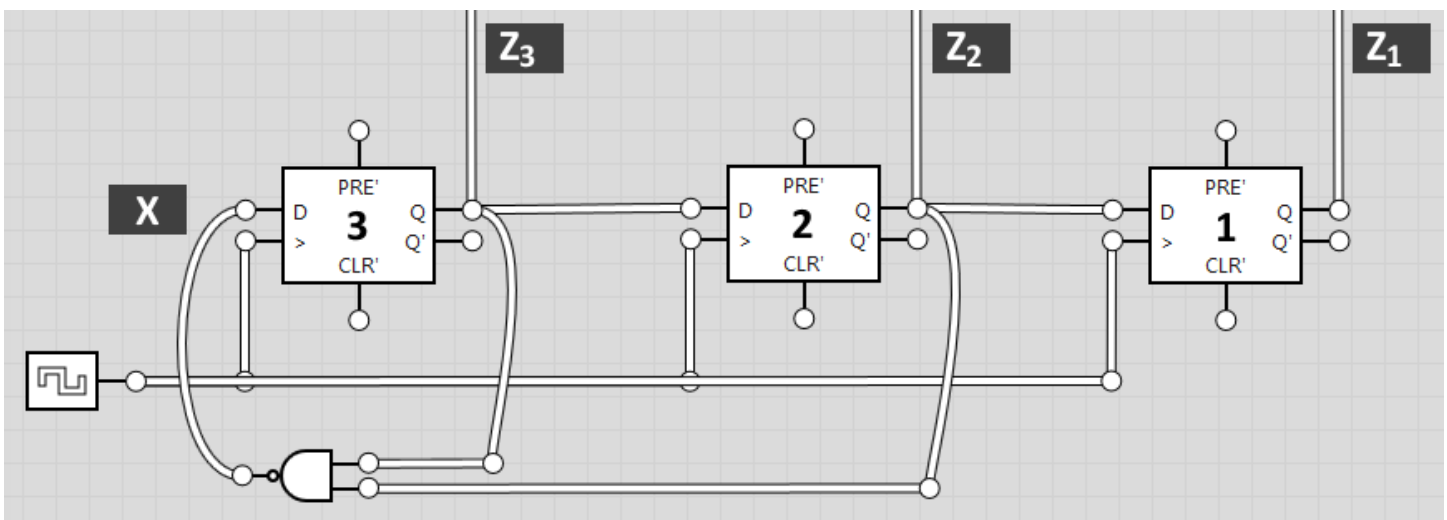 Z₃
Z₂
Z₁
X
PRE'
D
3
Q
>
Q'
CLR'
PRE'
D
2
Q
>
Q'
CLR'
PRE'
D
1
Q
>
Q'
CLR'